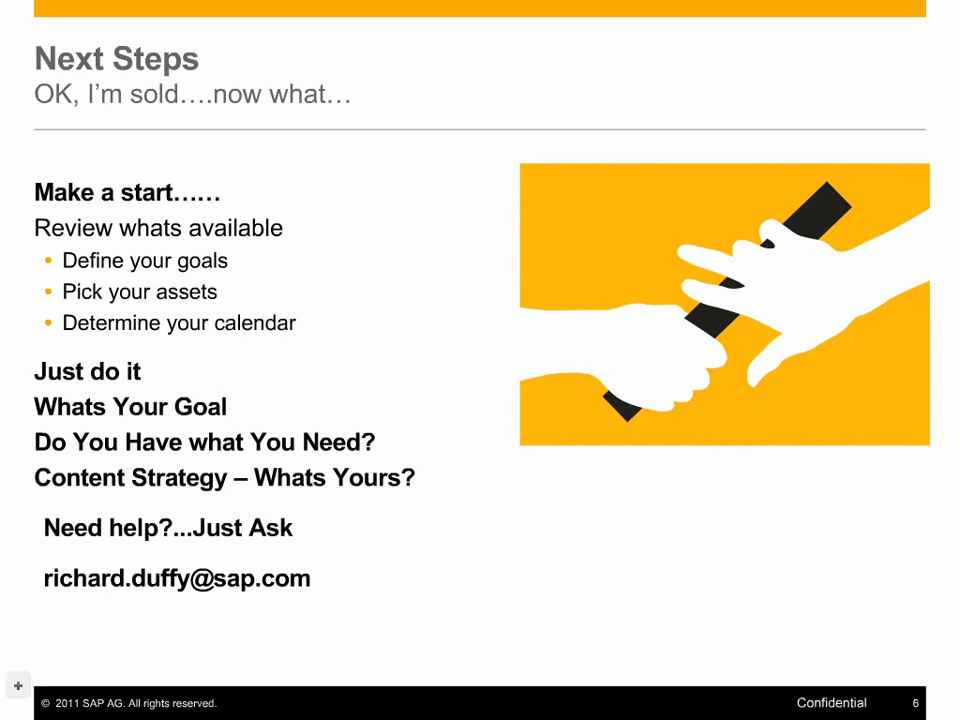 Next Steps
OK, I’m sold….now what…
Make a start……
Review whats available
• Define your goals
• Pick your assets
• Determine your calendar
Just do it
Whats Your Goal
Do You Have what You Need?
Content Strategy – Whats Yours?
Need help?...Just Ask
richard.duffy@sap.com
© 2011 SAP AG. All rights reserved.
Confidential
6